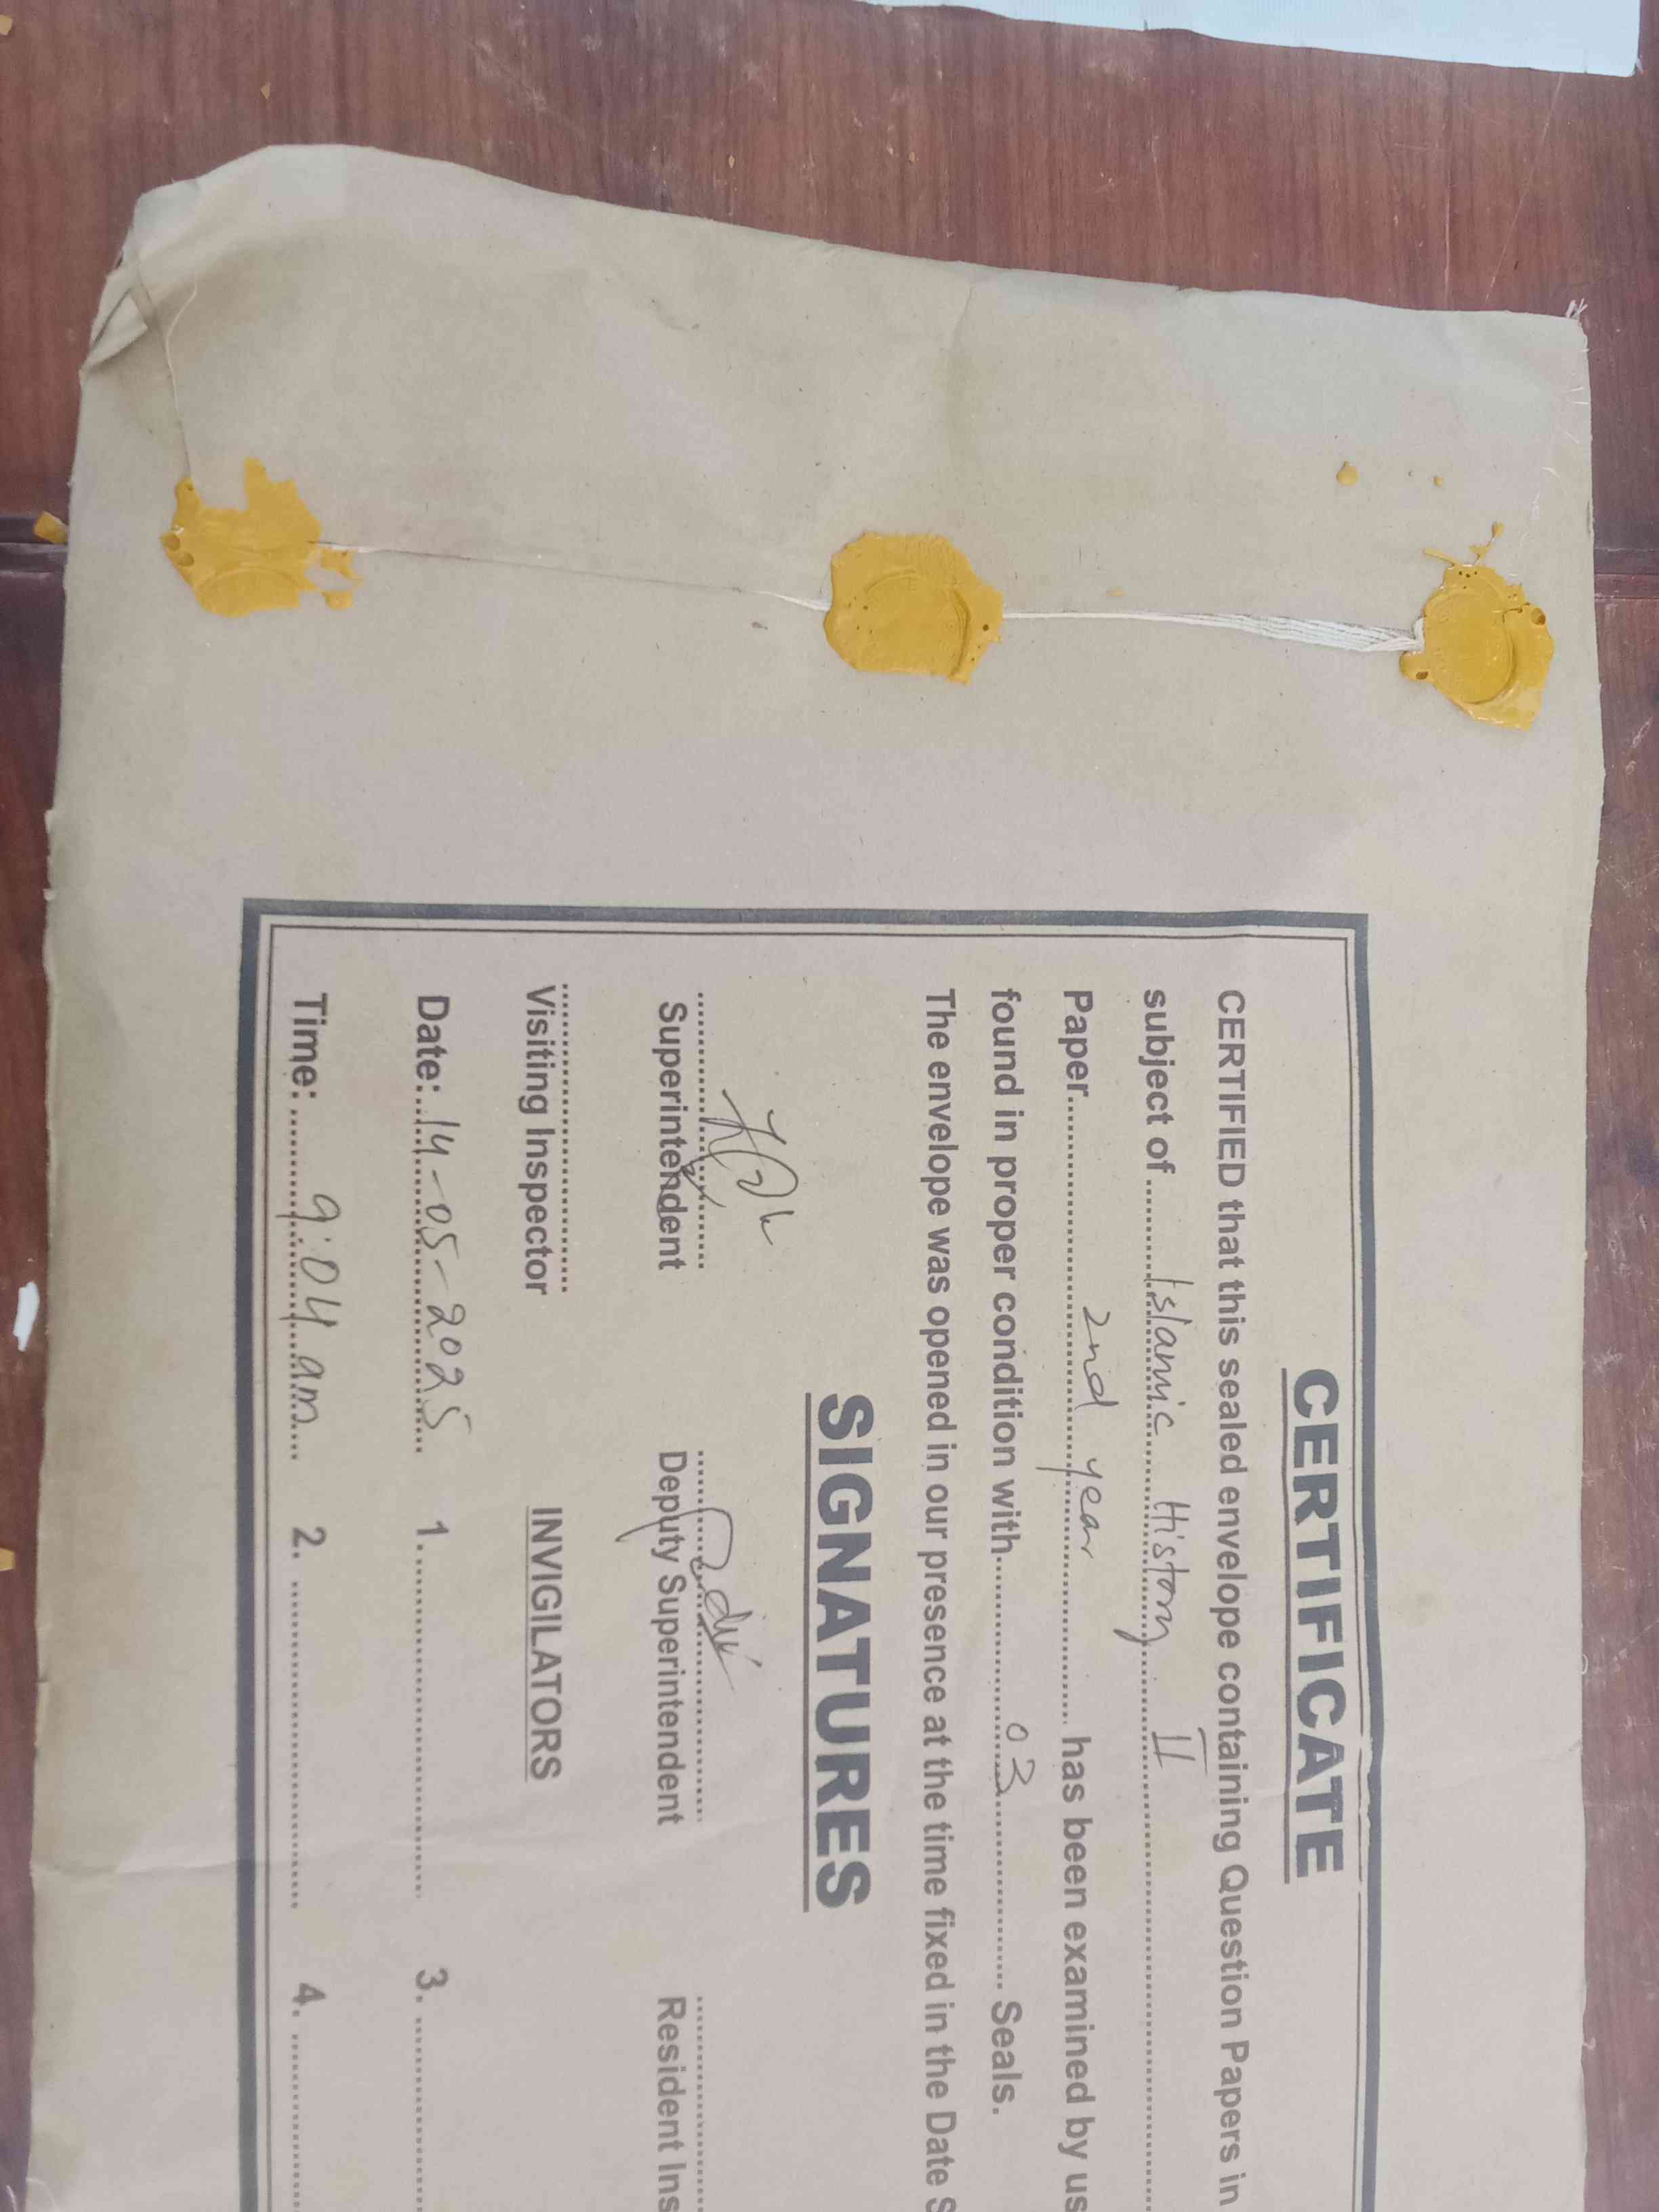 CERTIFICATE
CERTIFIED that this sealed envelope containing Question Papers in
subject of ........ Islamic History II
Paper........ 2nd year ........ has been examined by us
found in proper condition with........ 03 ........ Seals.
The envelope was opened in our presence at the time fixed in the Date S
SIGNATURES
Superintendent Deputy Superintendent Resident Ins
Visiting Inspector INVIGILATORS
Date: 14-05-2025 1. ........ 3. ........
Time: ........ 9:04 am 2. ........ 4. ........